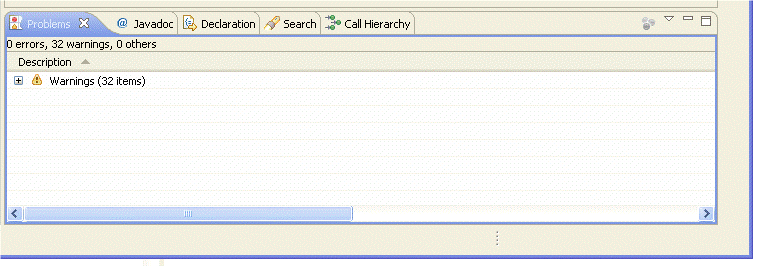 Problems Javadoc Declaration Search Call Hierarchy
0 errors, 32 warnings, 0 others
Description
Warnings (32 items)